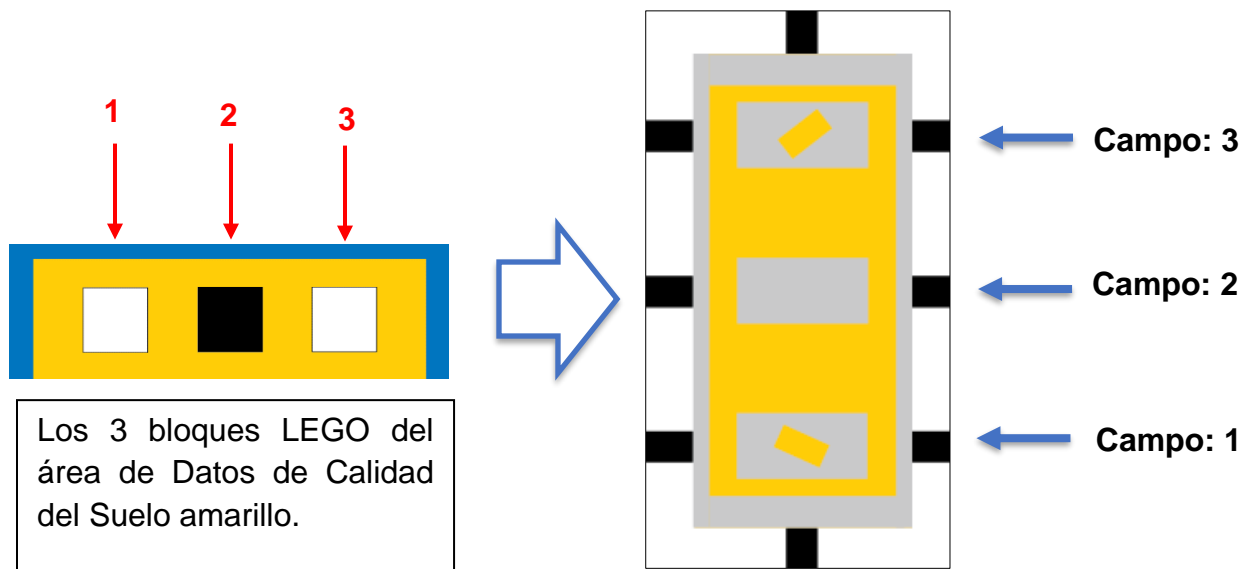 1
2
3
Los 3 bloques LEGO del
área de Datos de Calidad
del Suelo amarillo.
Campo: 3
Campo: 2
Campo: 1